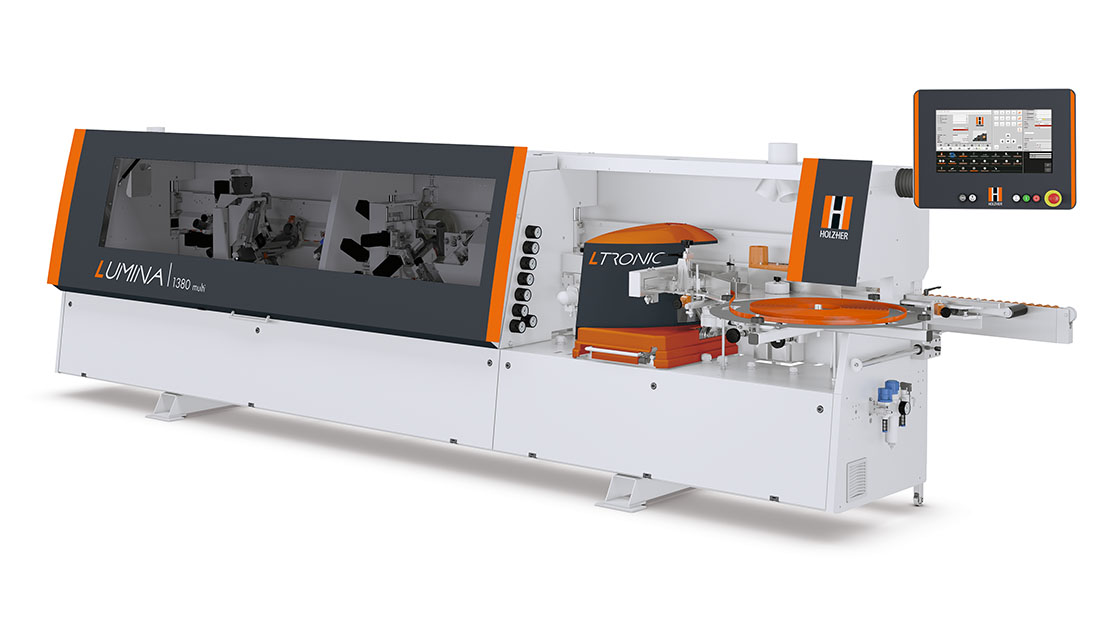 LUMINA | 1380 multi
LTRONIC
H
HOLZHER
H
HOLZHER